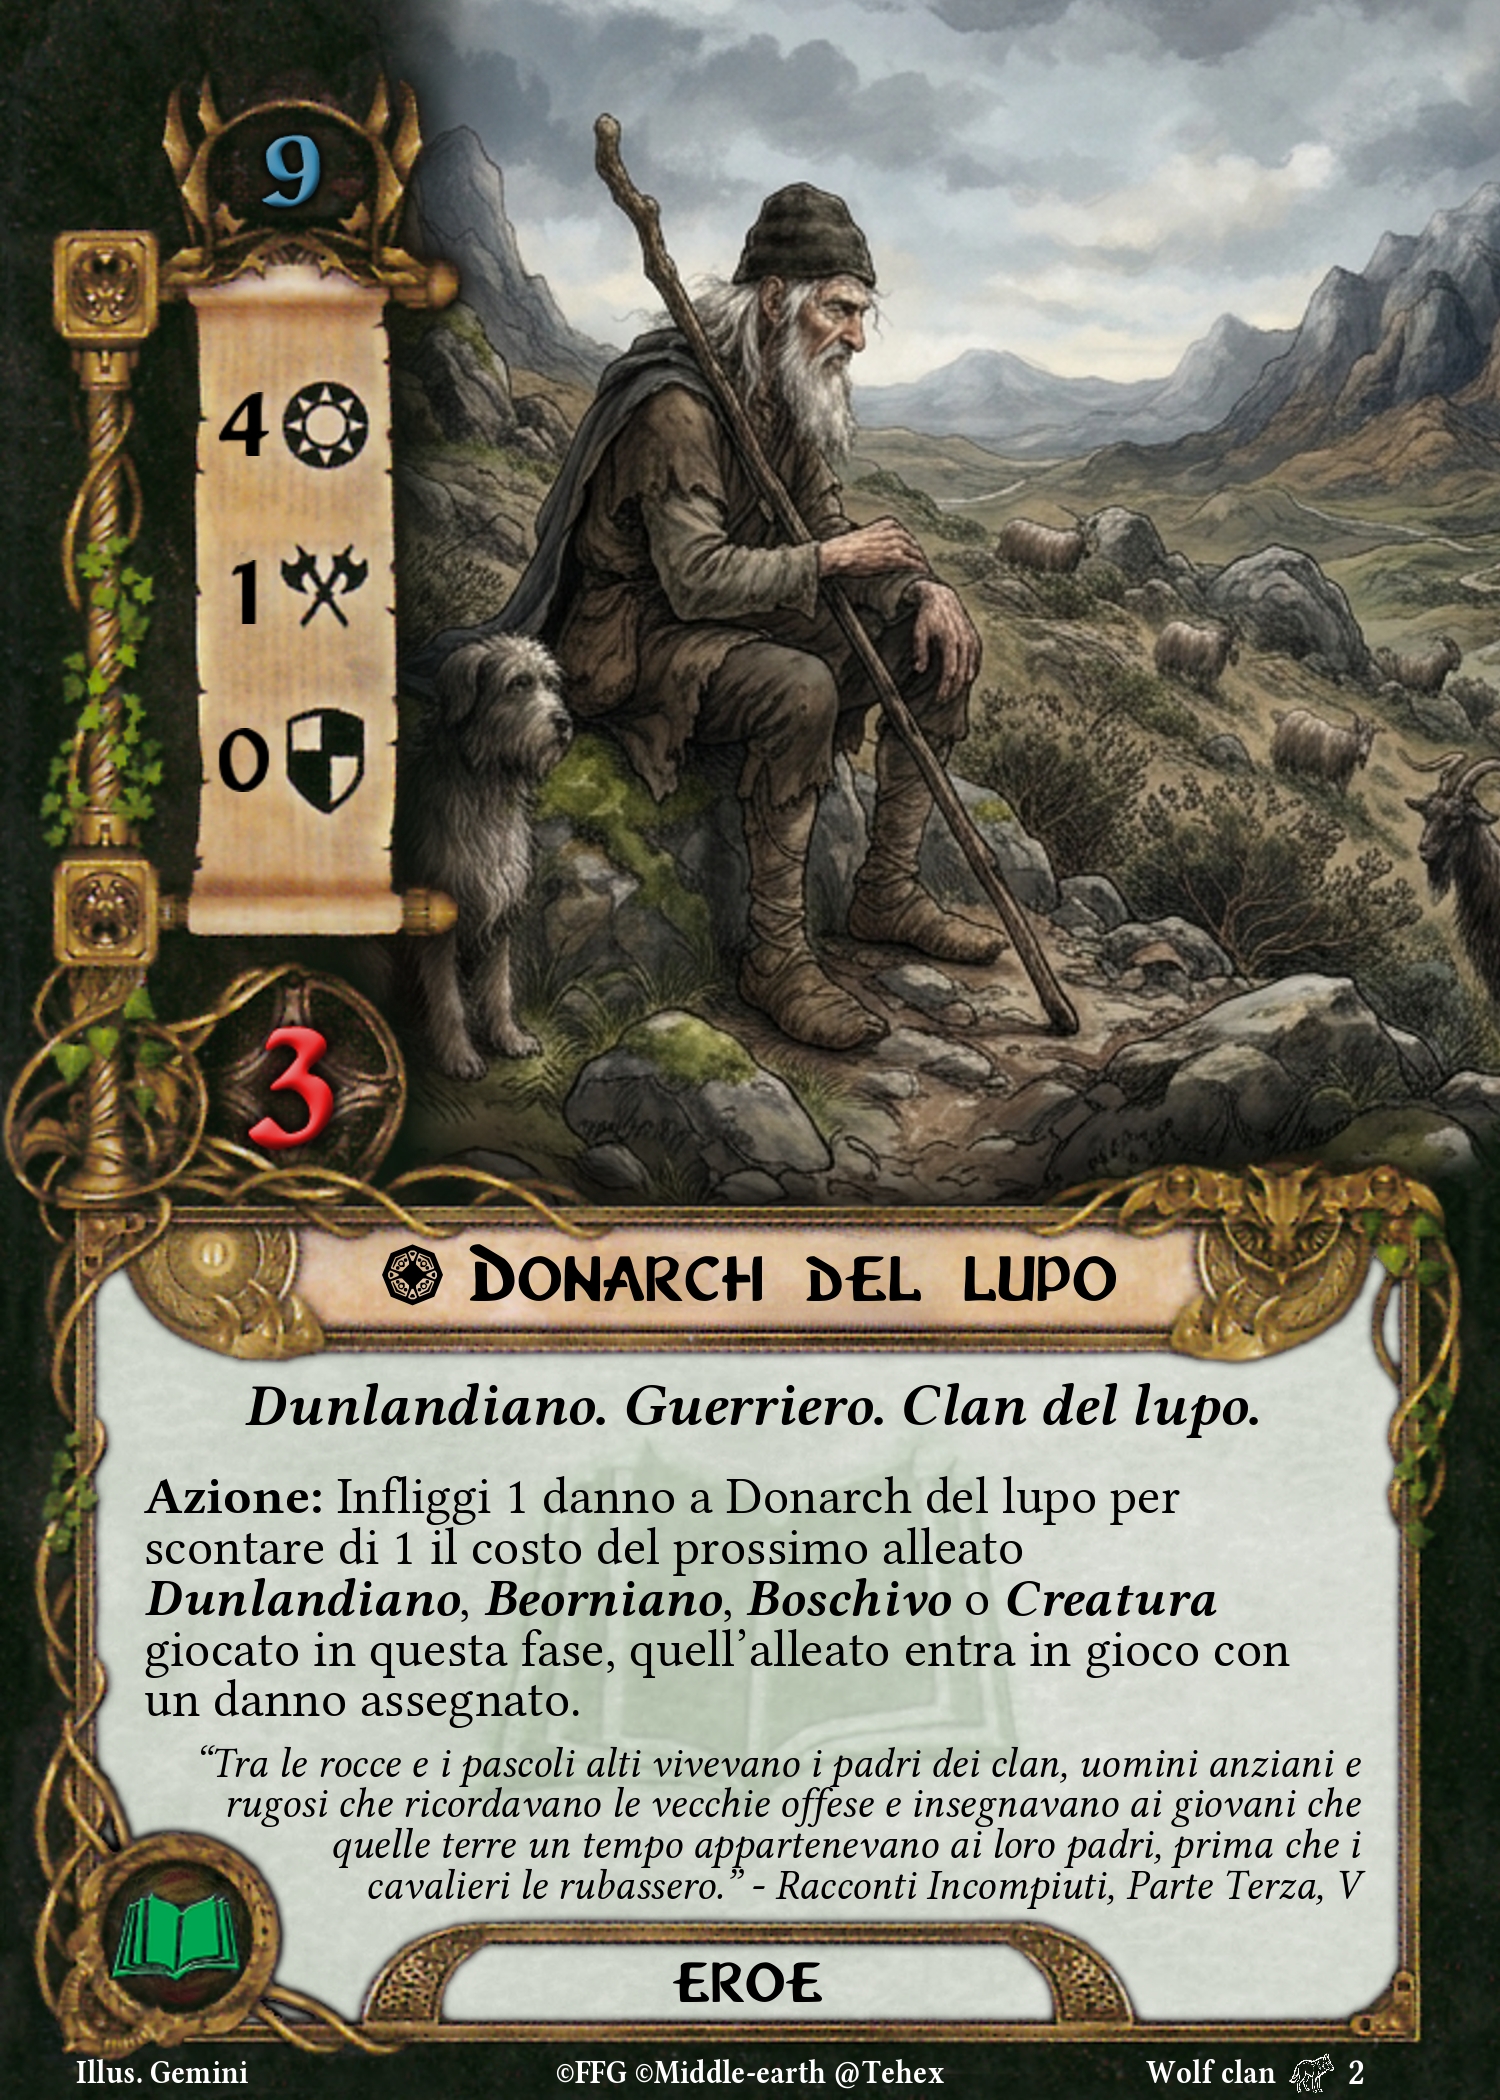 9
4
1
0
3
DONARCH DEL LUPO
Dunlandiano. Guerriero. Clan del lupo.
Azione: Infliggi 1 danno a Donarch del lupo per
scontare di 1 il costo del prossimo alleato
Dunlandiano, Beorniano, Boschivo o Creatura
giocato in questa fase, quell’alleato entra in gioco con
un danno assegnato.
“Tra le rocce e i pascoli alti vivevano i padri dei clan, uomini anziani e
rugosi che ricordavano le vecchie offese e insegnavano ai giovani che
quelle terre un tempo appartenevano ai loro padri, prima che i
cavalieri le rubassero.” - Racconti Incompiuti, Parte Terza, V
EROE
Illus. Gemini ©FFG ©Middle-earth @Tehex Wolf clan 2